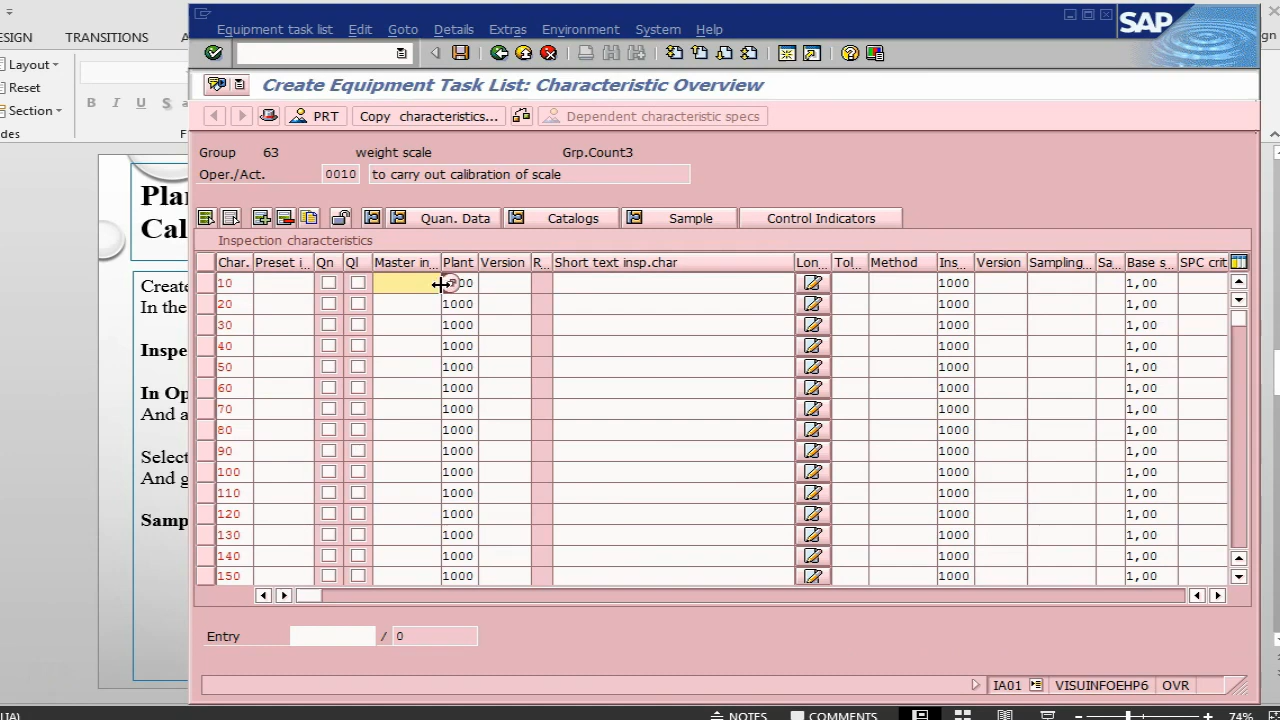 ESIGN
TRANSITIONS
A
Layout
Reset
Section
des
B I U S
F
Pla
Cal
Create
In the
Inspe
In Op
And a
Select
And g
Samp
ign
Equipment task list Edit Goto Details Extras Environment System Help
SAP
Create Equipment Task List: Characteristic Overview
PRT Copy characteristics... Dependent characteristic specs
Group 63 weight scale Grp.Count3
Oper./Act. 0010 to carry out calibration of scale
Quan. Data Catalogs Sample Control Indicators
Inspection characteristics
Char. Preset i... Qn Ql Master in... Plant Version R... Short text insp.char Lon... Tol... Method Ins... Version Sampling... Sa... Base s... SPC crit
10 00 1000 1,00
20 1000 1000 1,00
30 1000 1000 1,00
40 1000 1000 1,00
50 1000 1000 1,00
60 1000 1000 1,00
70 1000 1000 1,00
80 1000 1000 1,00
90 1000 1000 1,00
100 1000 1000 1,00
110 1000 1000 1,00
120 1000 1000 1,00
130 1000 1000 1,00
140 1000 1000 1,00
150 1000 1000 1,00
Entry / 0
IA01 VISUINFOEHP6 OVR
ITA) NOTES COMMENTS 74%